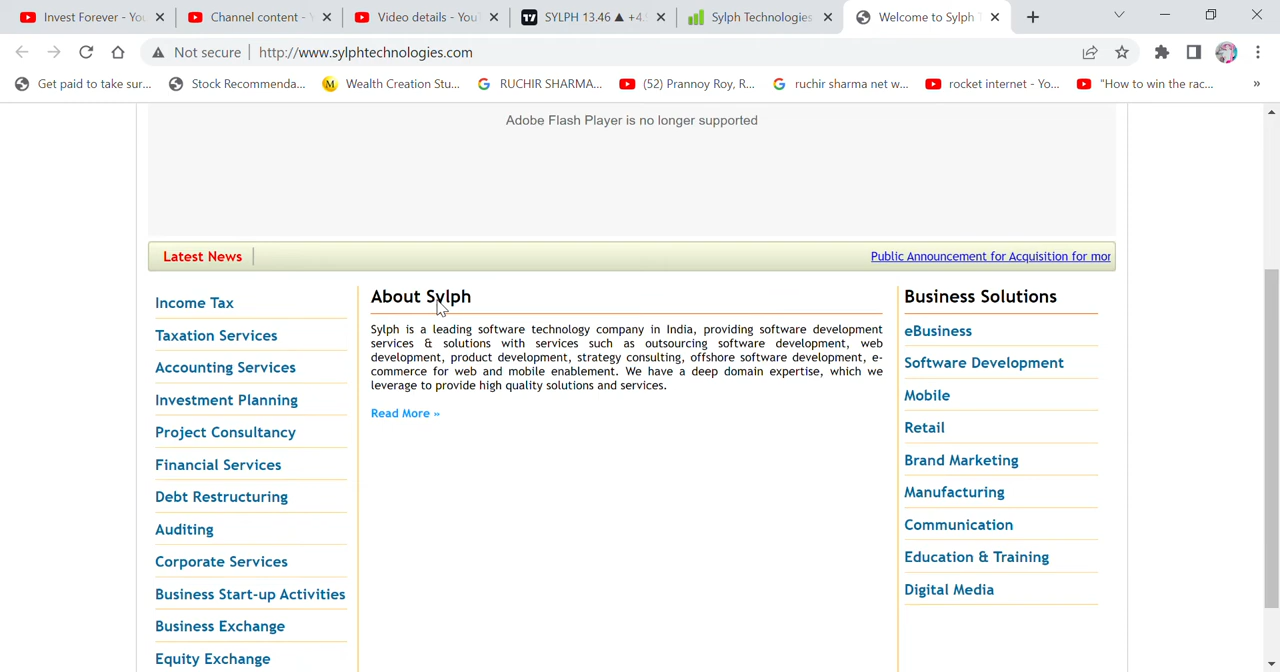 Invest Forever - You
Channel content -
Video details - You
SYLPH 13.46 ▲ +4.
Sylph Technologies
Welcome to Sylph
Not secure
http://www.sylphtechnologies.com
Get paid to take sur...
Stock Recommenda...
Wealth Creation Stu...
RUCHIR SHARMA...
(52) Prannoy Roy, R...
ruchir sharma net w...
rocket internet - Yo...
"How to win the rac...
»
Adobe Flash Player is no longer supported
Latest News
Public Announcement for Acquisition for mor
Income Tax
Taxation Services
Accounting Services
Investment Planning
Project Consultancy
Financial Services
Debt Restructuring
Auditing
Corporate Services
Business Start-up Activities
Business Exchange
Equity Exchange
About Sylph
Sylph is a leading software technology company in India, providing software development
services & solutions with services such as outsourcing software development, web
development, product development, strategy consulting, offshore software development, e-
commerce for web and mobile enablement. We have a deep domain expertise, which we
leverage to provide high quality solutions and services.
Read More »
Business Solutions
eBusiness
Software Development
Mobile
Retail
Brand Marketing
Manufacturing
Communication
Education & Training
Digital Media